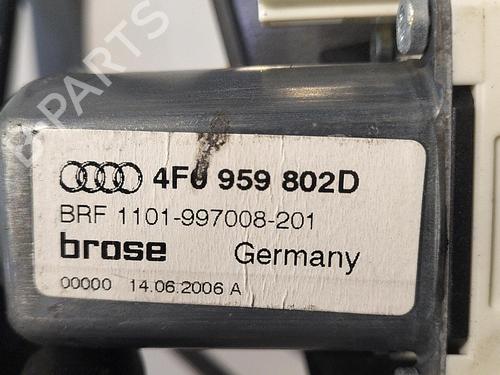 B-PARTS
4F0 959 802D
BRF 1101-997008-201
brose Germany
00000 14.06.2006 A